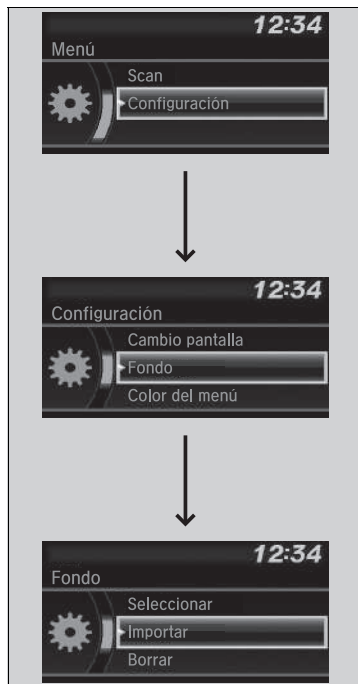 12:34
Menú
Scan
Configuración
12:34
Configuración
Cambio pantalla
Fondo
Color del menú
12:34
Fondo
Seleccionar
Importar
Borrar